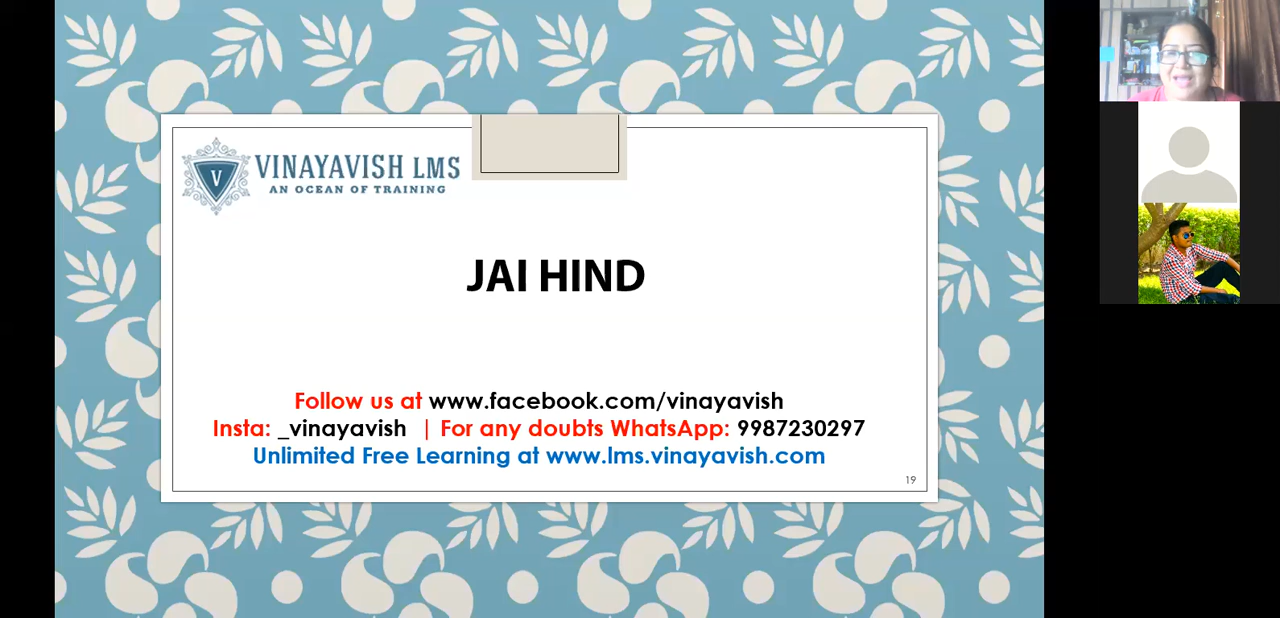 VINAYAVISH LMS
AN OCEAN OF TRAINING
V
JAI HIND
Follow us at www.facebook.com/vinayavish
Insta: _vinayavish | For any doubts WhatsApp: 9987230297
Unlimited Free Learning at www.lms.vinayavish.com
19